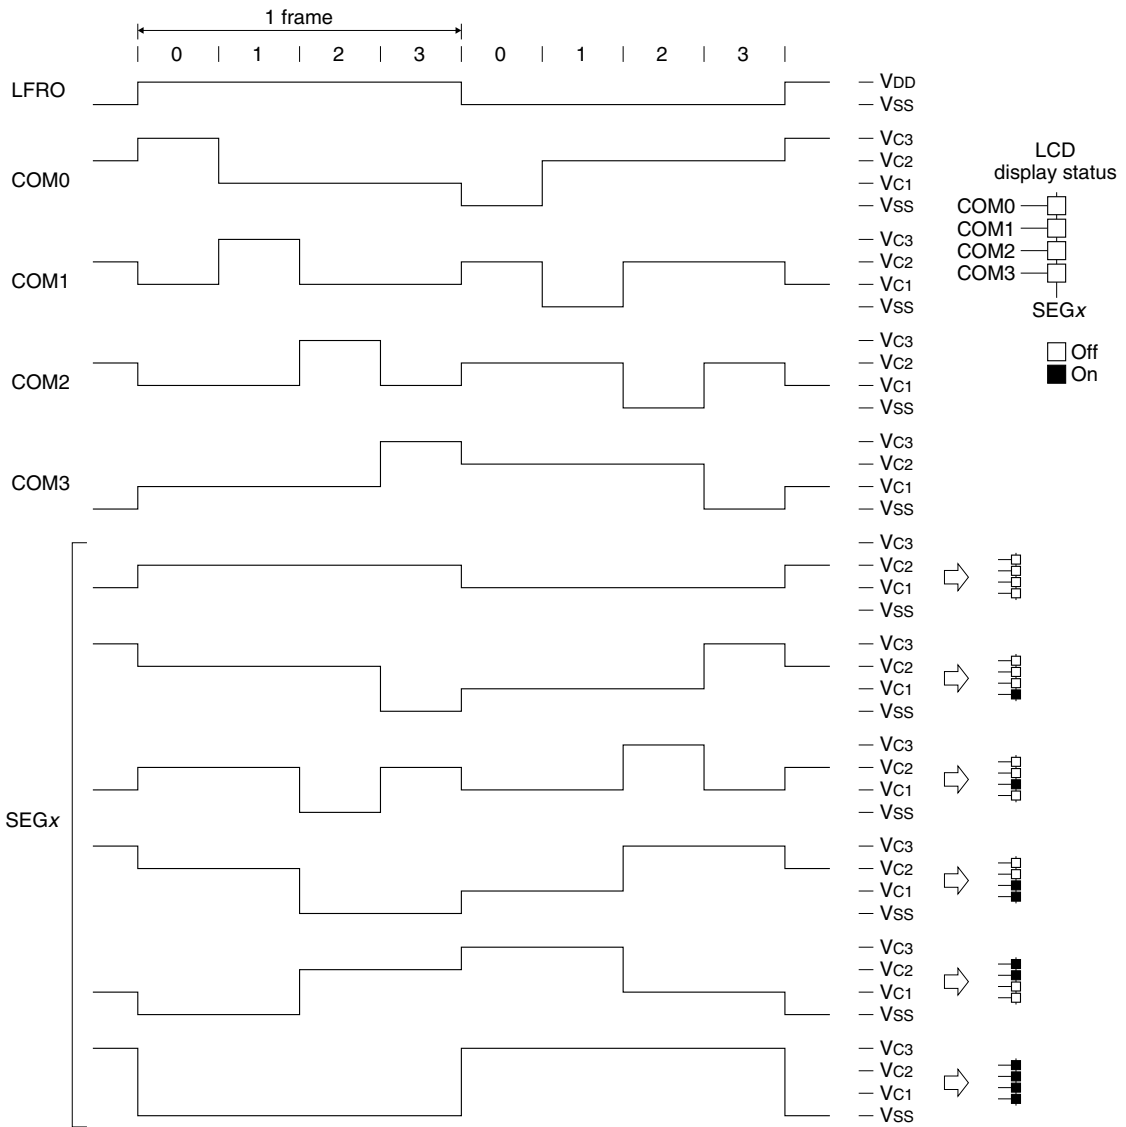 1 frame
0 1 2 3 0 1 2 3
LFRO
VDD
VSS
COM0
VC3
VC2
VC1
VSS
COM1
VC3
VC2
VC1
VSS
COM2
VC3
VC2
VC1
VSS
COM3
VC3
VC2
VC1
VSS
LCD
display status
COM0
COM1
COM2
COM3
SEGx
Off
On
SEGx
VC3
VC2
VC1
VSS
VC3
VC2
VC1
VSS
VC3
VC2
VC1
VSS
VC3
VC2
VC1
VSS
VC3
VC2
VC1
VSS
VC3
VC2
VC1
VSS